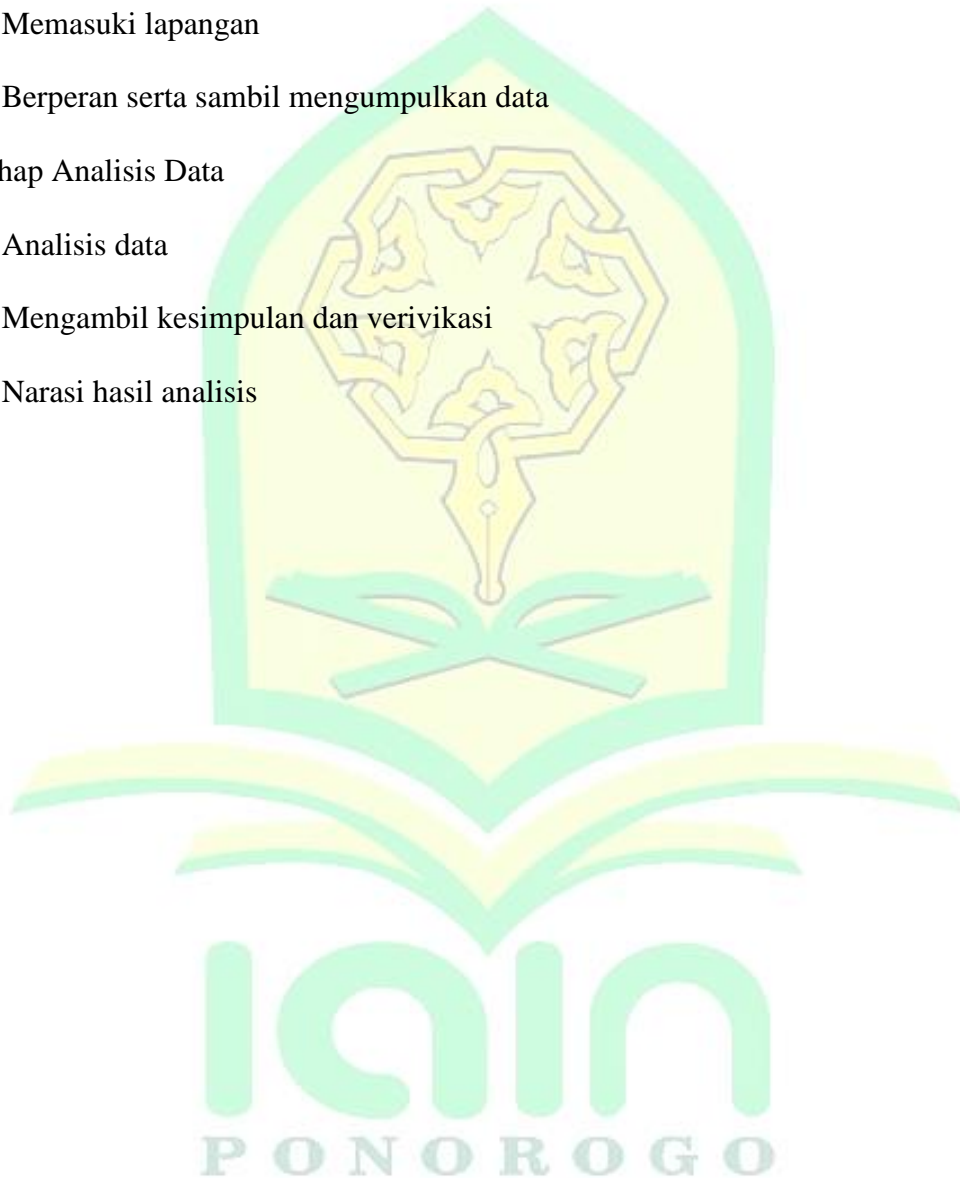 Memasuki lapangan
Berperan serta sambil mengumpulkan data
hap Analisis Data
Analisis data
Mengambil kesimpulan dan verivikasi
Narasi hasil analisis
iain
PONOROGO